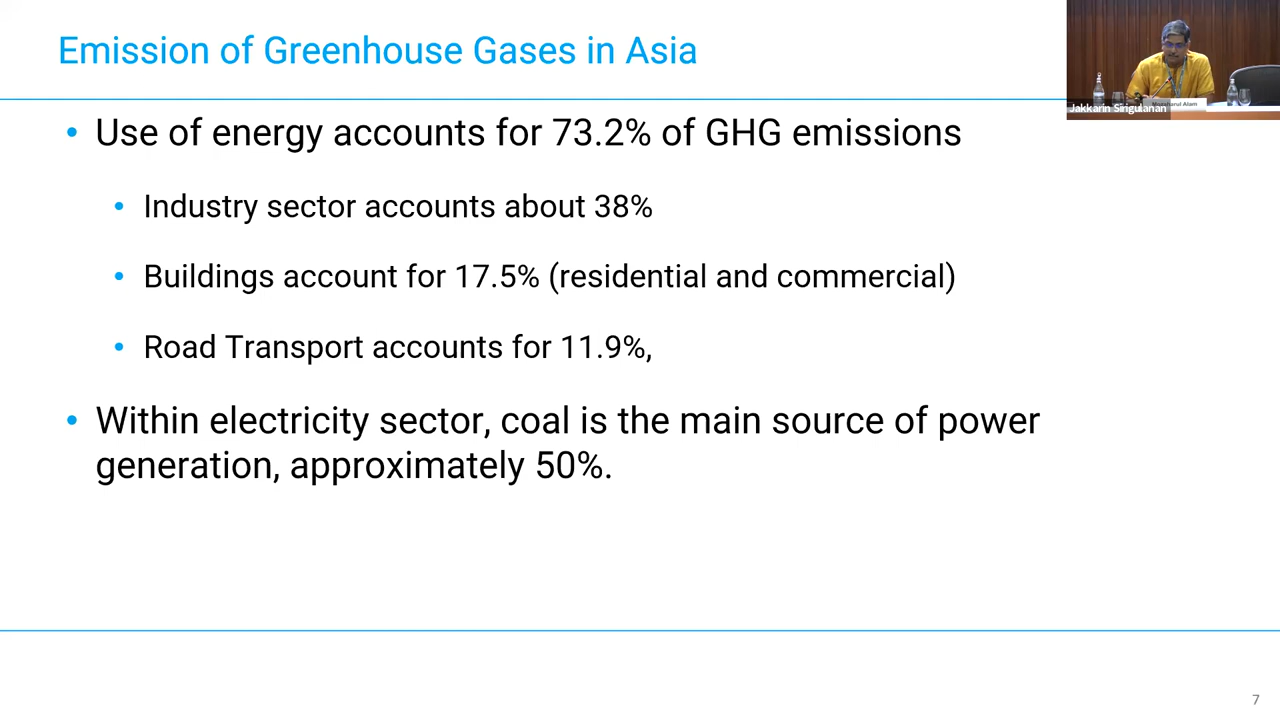 Emission of Greenhouse Gases in Asia
Jakkarin Sirigulanan
• Use of energy accounts for 73.2% of GHG emissions
• Industry sector accounts about 38%
• Buildings account for 17.5% (residential and commercial)
• Road Transport accounts for 11.9%,
• Within electricity sector, coal is the main source of power
generation, approximately 50%.
7